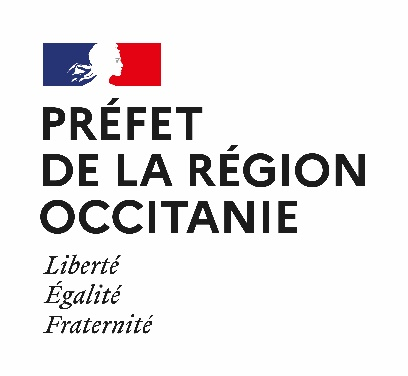 PRÉFET
DE LA RÉGION
OCCITANIE
Liberté
Égalité
Fraternité